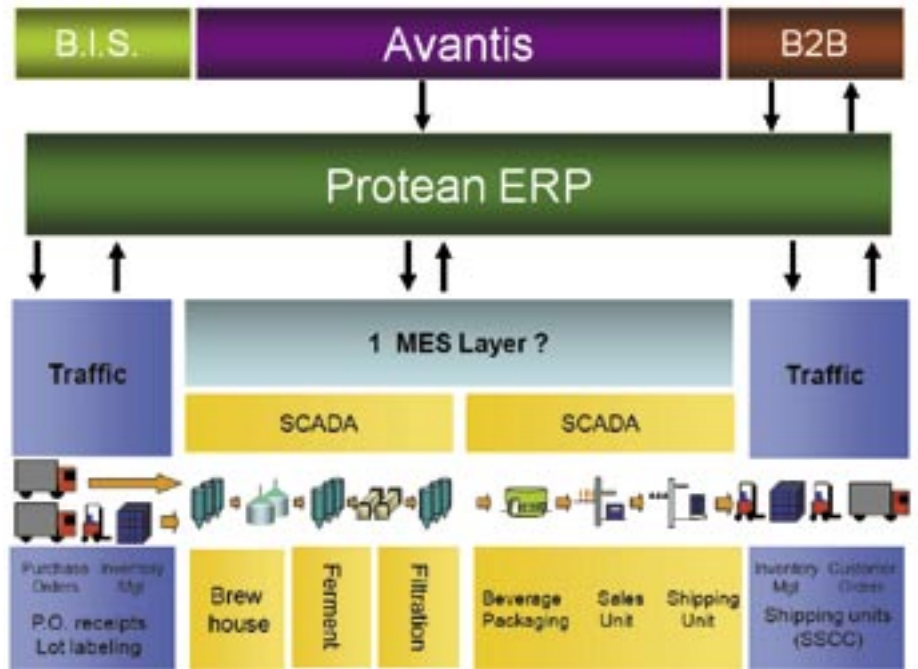 B.I.S.
Avantis
B2B
Protean ERP
Traffic
1 MES Layer ?
Traffic
SCADA
SCADA
Purchase
Orders
Inventory
Mgt
P.O. receipts
Lot labeling
Brew
house
Ferment
Filtration
Beverage
Packaging
Sales
Unit
Shipping
Unit
Inventory
Mgt
Customer
Orders
Shipping units
(SSCC)